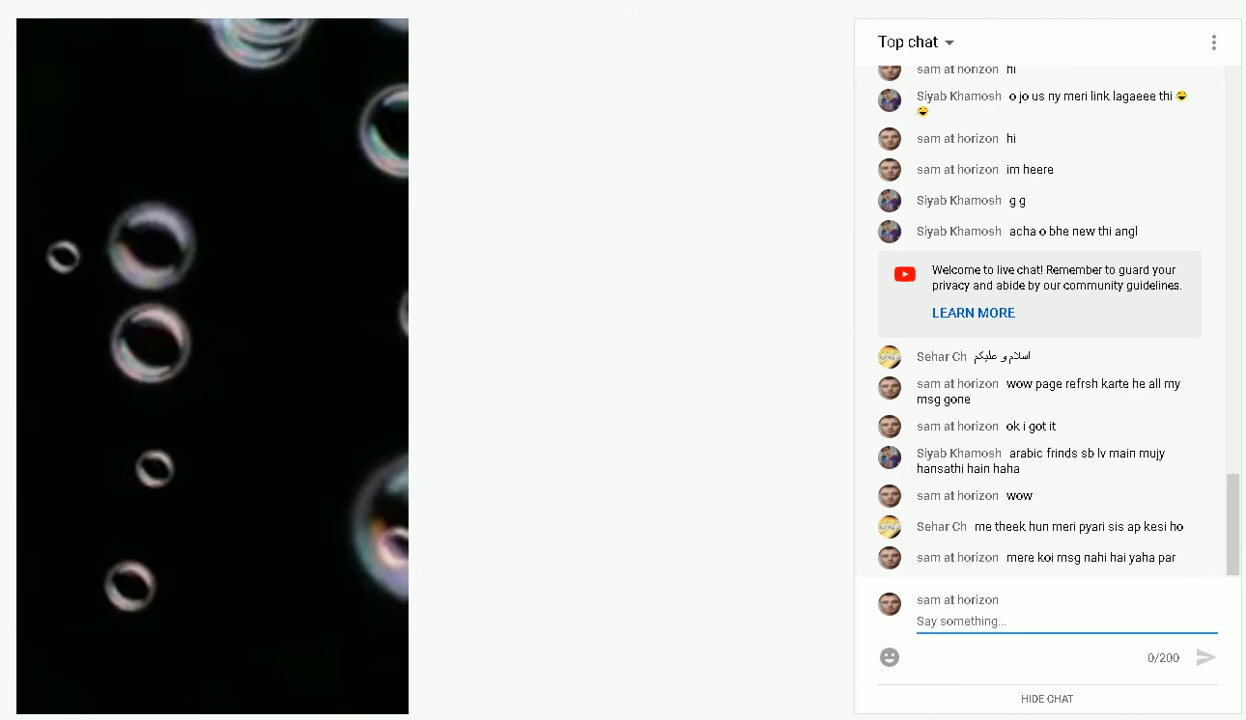 Top chat
sam at horizon hi
Siyab Khamosh o jo us ny meri link lagaeee thi 😂
😂
sam at horizon hi
sam at horizon im heere
Siyab Khamosh g g
Siyab Khamosh acha o bhe new thi angl
Welcome to live chat! Remember to guard your
privacy and abide by our community guidelines.
LEARN MORE
Sehar Ch اسلام و علیکم
sam at horizon wow page refrsh karte he all my
msg gone
sam at horizon ok i got it
Siyab Khamosh arabic frinds sb lv main mujy
hansathi hain haha
sam at horizon wow
Sehar Ch me theek hun meri pyari sis ap kesi ho
sam at horizon mere koi msg nahi hai yaha par
sam at horizon
Say something...
0/200
HIDE CHAT